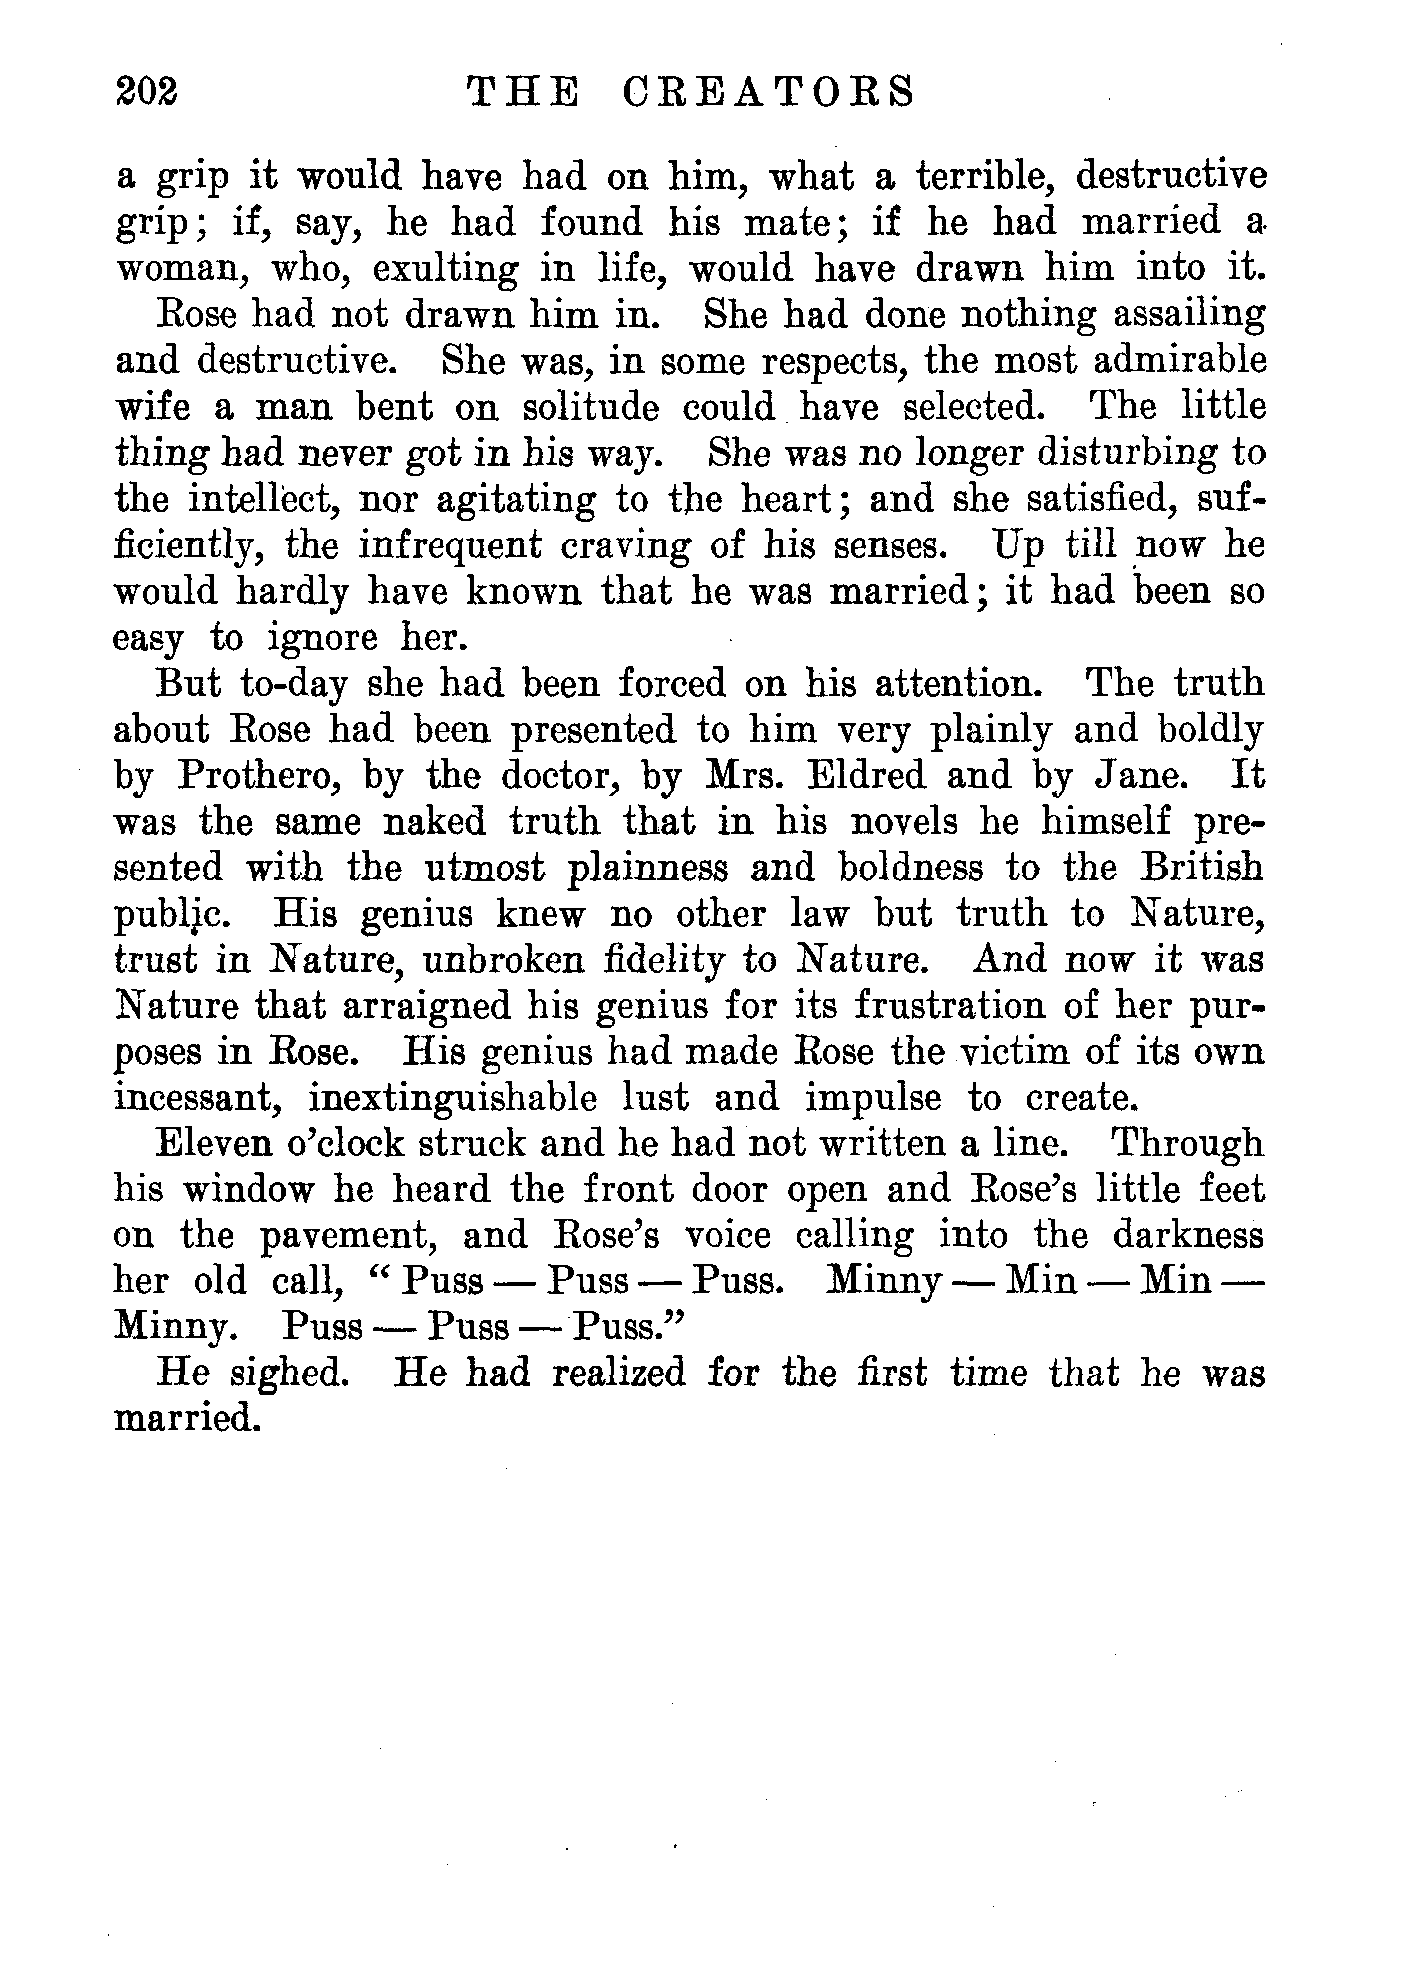 202 THE CREATORS
a grip it would have had on him, what a terrible, destructive
grip; if, say, he had found his mate; if he had married a
woman, who, exulting in life, would have drawn him into it.
Rose had not drawn him in. She had done nothing assailing
and destructive. She was, in some respects, the most admirable
wife a man bent on solitude could have selected. The little
thing had never got in his way. She was no longer disturbing to
the intellect, nor agitating to the heart; and she satisfied, suf-
ficiently, the infrequent craving of his senses. Up till now he
would hardly have known that he was married; it had been so
easy to ignore her.
But to-day she had been forced on his attention. The truth
about Rose had been presented to him very plainly and boldly
by Prothero, by the doctor, by Mrs. Eldred and by Jane. It
was the same naked truth that in his novels he himself pre-
sented with the utmost plainness and boldness to the British
public. His genius knew no other law but truth to Nature,
trust in Nature, unbroken fidelity to Nature. And now it was
Nature that arraigned his genius for its frustration of her pur-
poses in Rose. His genius had made Rose the victim of its own
incessant, inextinguishable lust and impulse to create.
Eleven o'clock struck and he had not written a line. Through
his window he heard the front door open and Rose's little feet
on the pavement, and Rose's voice calling into the darkness
her old call, “ Puss — Puss — Puss. Minny — Min — Min —
Minny. Puss — Puss — Puss.”
He sighed. He had realized for the first time that he was
married.